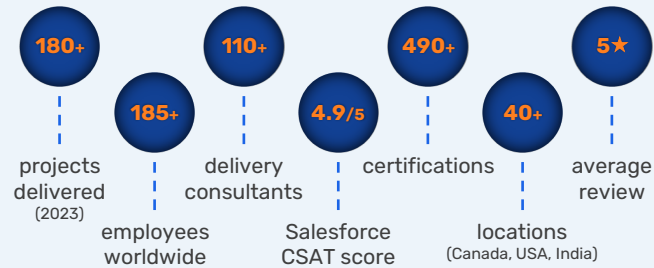 180+
projects
delivered
(2023)
185+
employees
worldwide
110+
delivery
consultants
4.9/5
Salesforce
CSAT score
490+
certifications
40+
locations
(Canada, USA, India)
5★
average
review